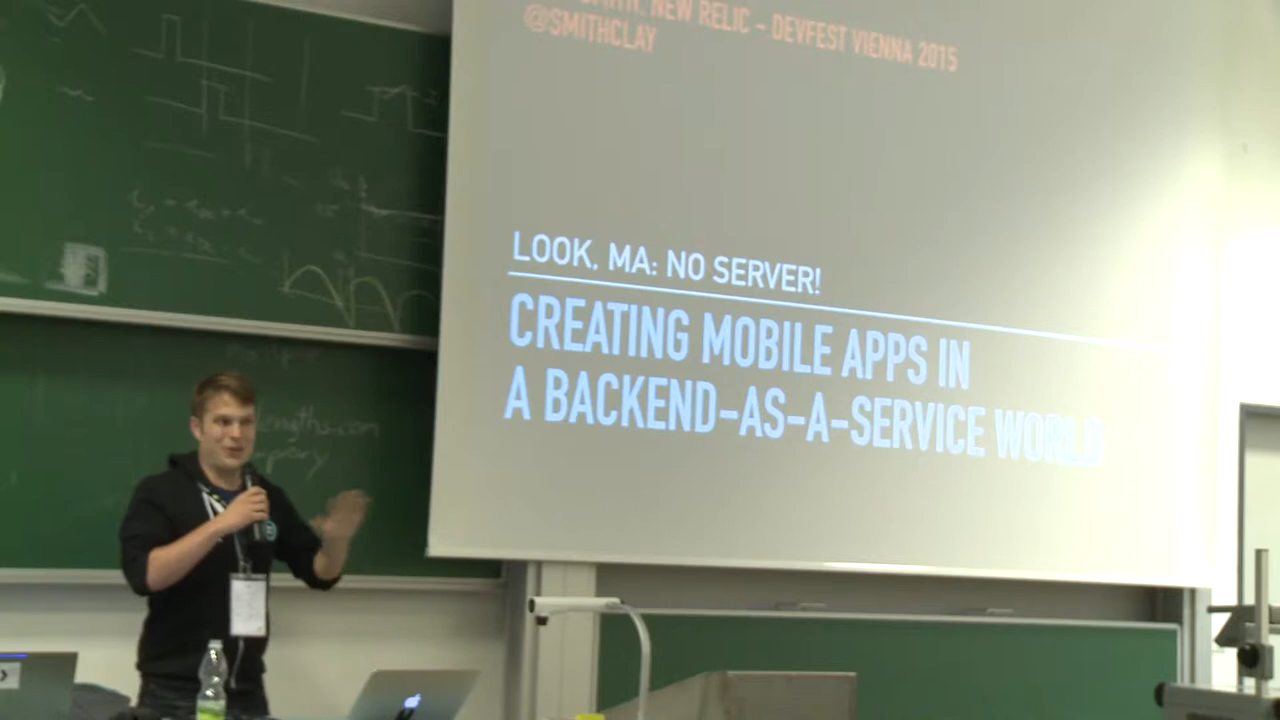 NEW RELIC - DEVFEST VIENNA 2015
@SMITHCLAY
LOOK, MA: NO SERVER!
CREATING MOBILE APPS IN
A BACKEND-AS-A-SERVICE WORLD